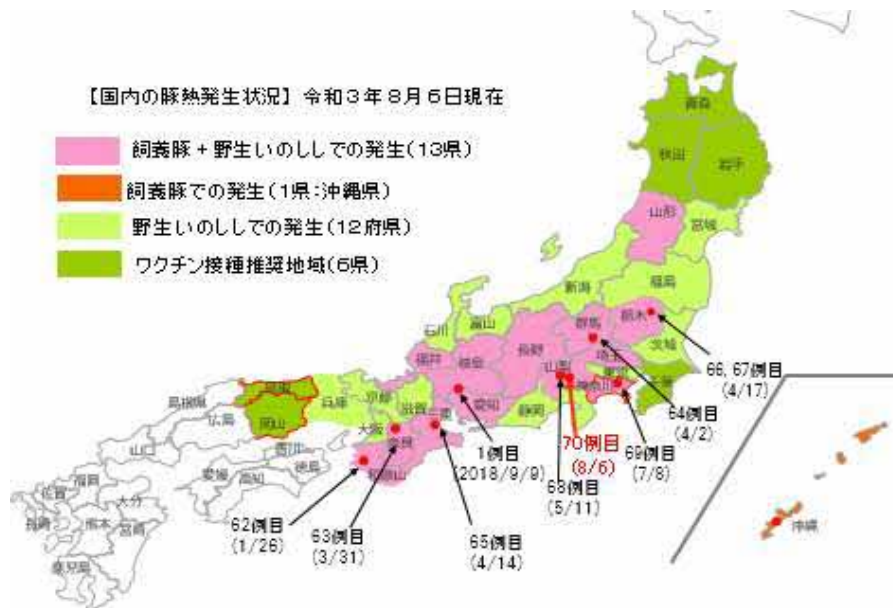 【国内の豚熱発生状況】 令和3年8月6日現在
飼養豚+野生いのししでの発生(13県)
飼養豚での発生(1県:沖縄県)
野生いのししでの発生(12府県)
ワクチン接種推奨地域(6県)
青森
秋田
岩手
山形
宮城
新潟
福島
石川
富山
群馬
栃木
福井
岐阜
長野
埼玉
茨城
山梨
東京
神奈川
千葉
島根県
鳥取
岡山
兵庫
京都
滋賀
愛知
静岡
広島
大阪
三重
奈良
和歌山
山口
香川
徳島
愛媛
高知
福岡
佐賀
長崎
大分
熊本
宮崎
鹿児島
沖縄
66, 67例目
(4/17)
64例目
(4/2)
1例目
(2018/9/9)
70例目
(8/6)
69例目
(7/8)
68例目
(5/11)
62例目
(1/26)
63例目
(3/31)
65例目
(4/14)